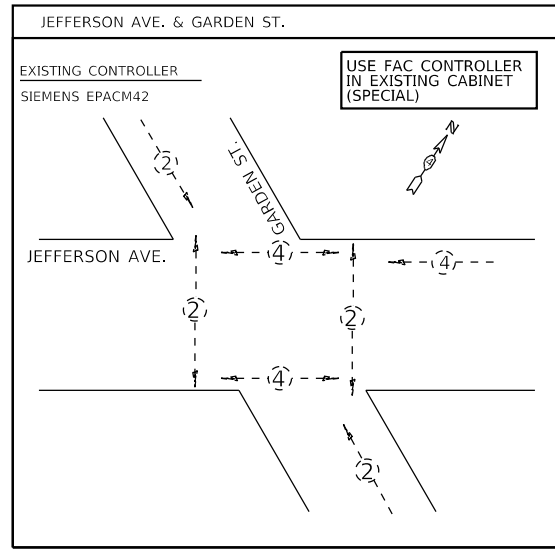 JEFFERSON AVE. & GARDEN ST.
EXISTING CONTROLLER
SIEMENS EPACM42
USE FAC CONTROLLER
IN EXISTING CABINET
(SPECIAL)
N
4
2
GARDEN ST.
JEFFERSON AVE.
4
4
2
2
4
2